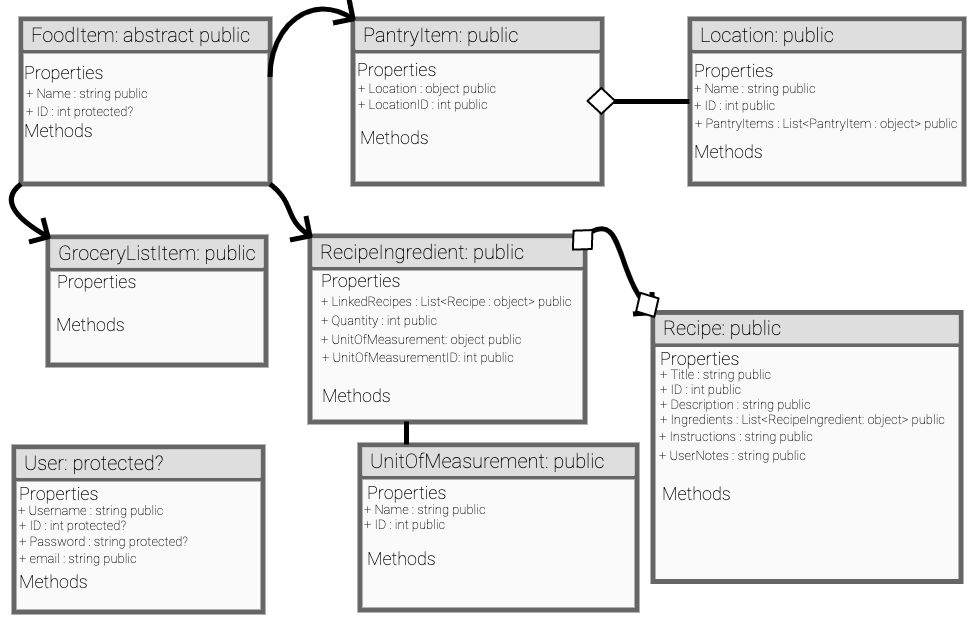 FoodItem: abstract public
Properties
+ Name : string public
+ ID : int protected?
Methods
PantryItem: public
Properties
+ Location : object public
+ LocationID : int public
Methods
Location: public
Properties
+ Name : string public
+ ID : int public
+ PantryItems : List<PantryItem : object> public
Methods
GroceryListItem: public
Properties
Methods
RecipeIngredient: public
Properties
+ LinkedRecipes : List<Recipe : object> public
+ Quantity : int public
+ UnitOfMeasurement: object public
+ UnitOfMeasurementID: int public
Methods
Recipe: public
Properties
+ Title : string public
+ ID : int public
+ Description : string public
+ Ingredients : List<RecipeIngredient: object> public
+ Instructions : string public
+ UserNotes : string public
Methods
User: protected?
Properties
+ Username : string public
+ ID : int protected?
+ Password : string protected?
+ email : string public
Methods
UnitOfMeasurement: public
Properties
+ Name : string public
+ ID : int public
Methods